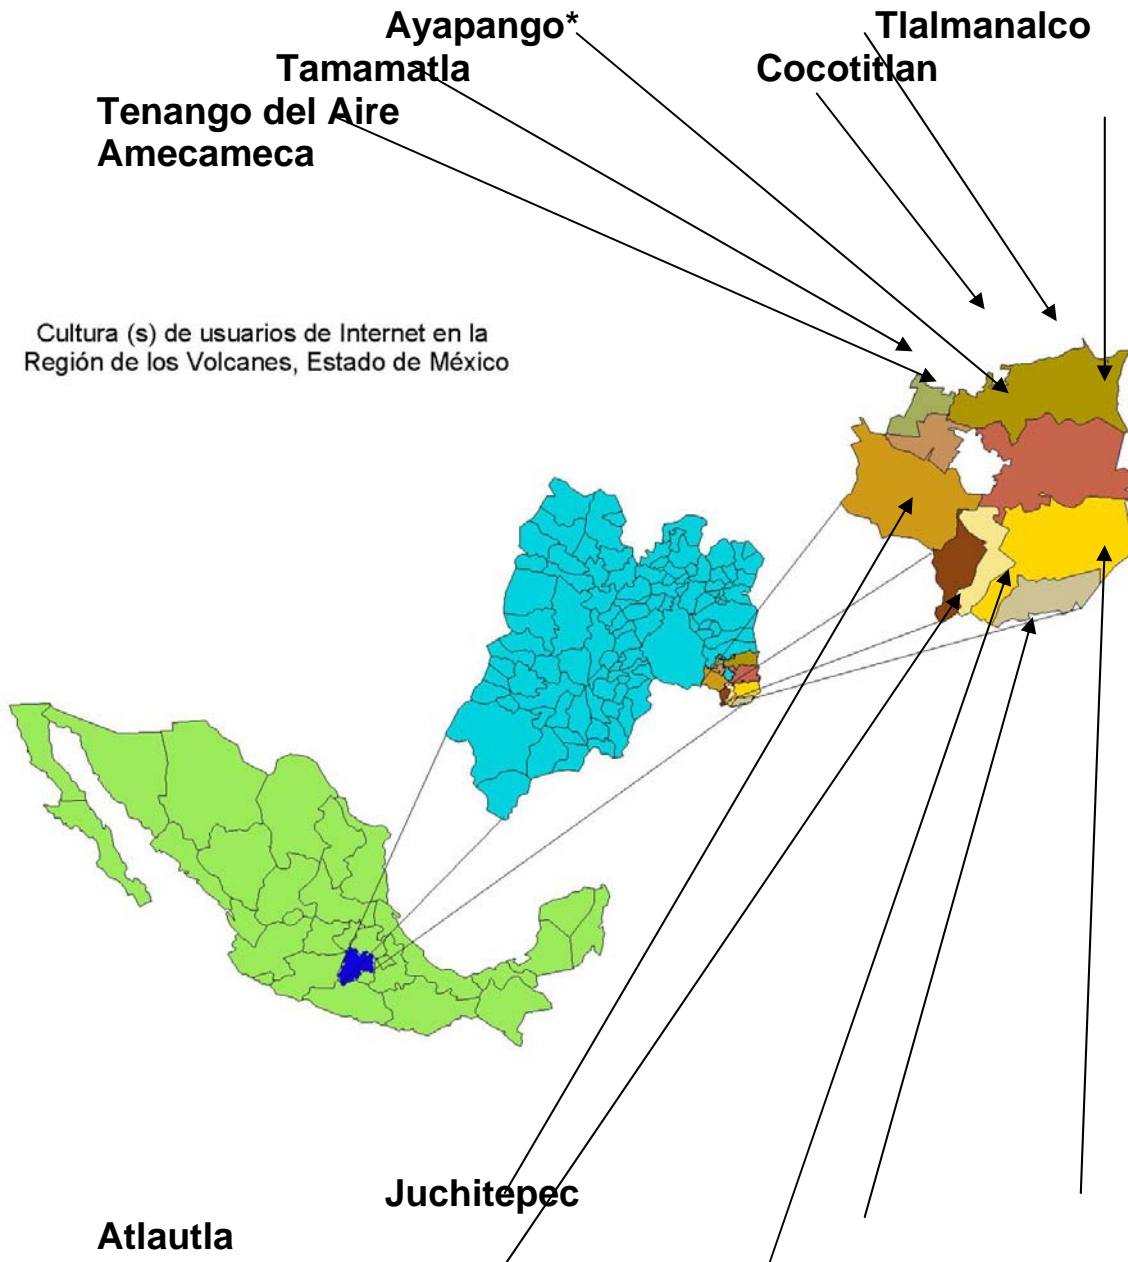 Ayapango* Tlalmanalco
Tamamatla Cocotitlan
Tenango del Aire
Amecameca
Cultura (s) de usuarios de Internet en la
Región de los Volcanes, Estado de México
Juchitepec
Atlautla